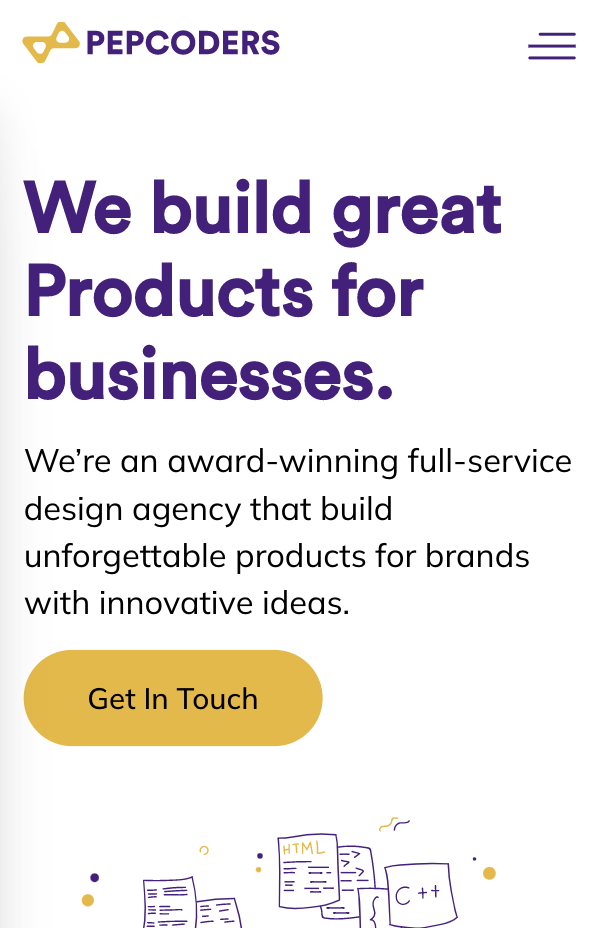 PEPCODERS
We build great
Products for
businesses.
We’re an award-winning full-service
design agency that build
unforgettable products for brands
with innovative ideas.
Get In Touch
HTML
C++